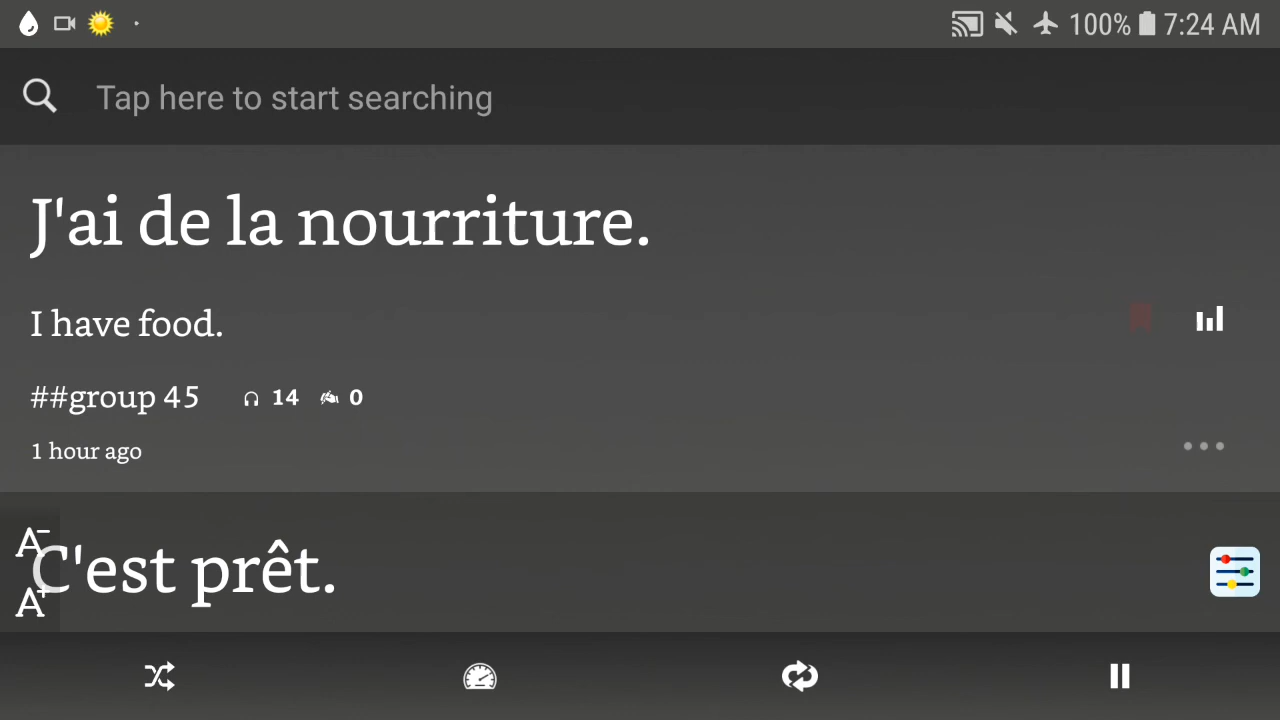 100% 7:24 AM
Tap here to start searching
J'ai de la nourriture.
I have food.
##group 45 14 0
1 hour ago
A-
C'est prêt.
A+